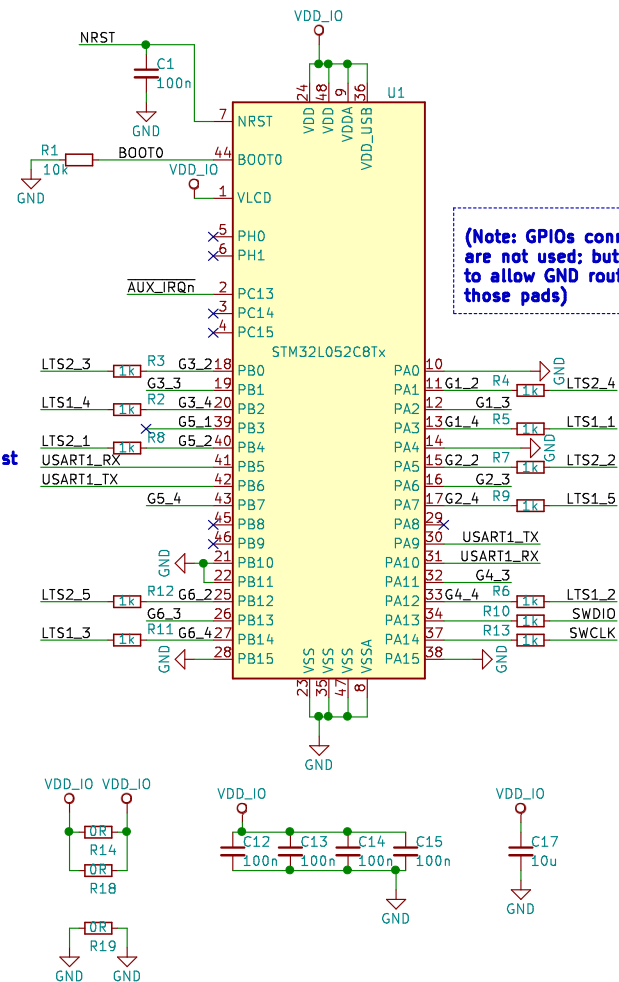 VDD_IO
NRST
C1
100n
GND
24 48 9 36
U1
7 NRST
VDD VDD VDDA VDD_USB
R1
10k
BOOT0
44 BOOT0
GND
VDD_IO
1 VLCD
5 PH0
6 PH1
(Note: GPIOs conn
are not used; but
to allow GND rout
those pads)
AUX_IRQn
2 PC13
3 PC14
4 PC15
STM32L052C8Tx
LTS2_3 1k R3 G3_2 18 PB0
PA0 10 GND
G3_3 19 PB1
PA1 11 G1_2 R4 1k LTS2_4
LTS1_4 1k R2 G3_4 20 PB2
PA2 12 G1_3
G5_1 39 PB3
PA3 13 G1_4 R5 1k LTS1_1
LTS2_1 1k R8 G5_2 40 PB4
PA4 14 GND
st
USART1_RX 41 PB5
PA5 15 G2_2 R7 1k LTS2_2
USART1_TX 42 PB6
PA6 16 G2_3
G5_4 43 PB7
PA7 17 G2_4 R9 1k LTS1_5
45 PB8
PA8 29
46 PB9
PA9 30 USART1_TX
GND 21 PB10
PA10 31 USART1_RX
22 PB11
PA11 32 G4_3
LTS2_5 1k R12 G6_2 25 PB12
PA12 33 G4_4 R6 1k LTS1_2
G6_3 26 PB13
PA13 34 R10 1k SWDIO
LTS1_3 1k R11 G6_4 27 PB14
PA14 37 R13 1k SWCLK
GND 28 PB15
PA15 38 GND
VSS VSS VSS VSSA
23 35 47 8
GND
VDD_IO VDD_IO
0R
R14
0R
R18
0R
R19
GND GND
VDD_IO
C12 C13 C14 C15
100n 100n 100n 100n
GND
VDD_IO
C17
10u
GND